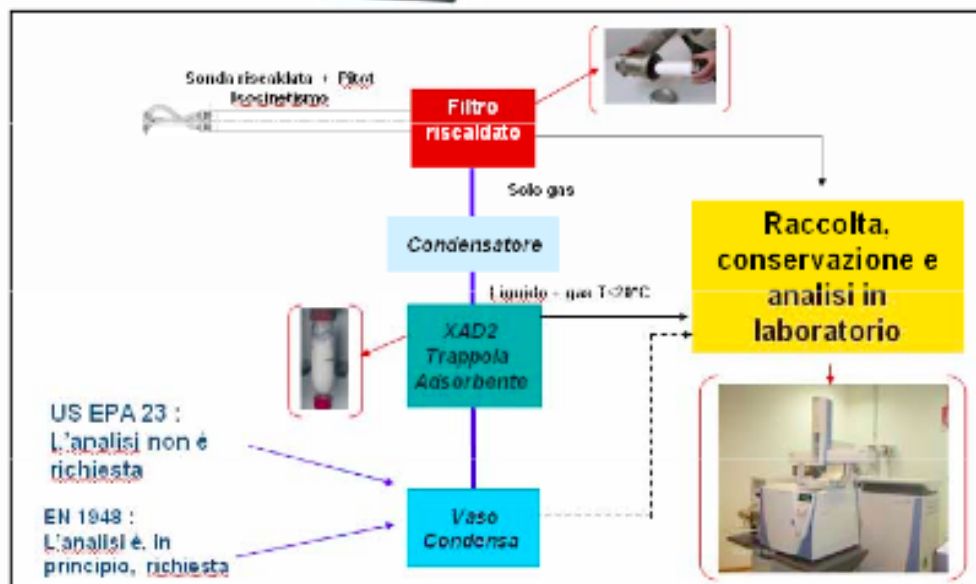 Sonda riscaldata + Pitot
Isocinetismo
Filtro
riscaldato
Solo gas
Condensatore
Liquido - gas T<20°C
XAD2
Trappola
Adsorbente
Raccolta,
conservazione e
analisi in
laboratorio
US EPA 23 :
L'analisi non é
richiesta
EN 1948 :
L'analisi é, in
principio, richiesta
Vaso
Condensa